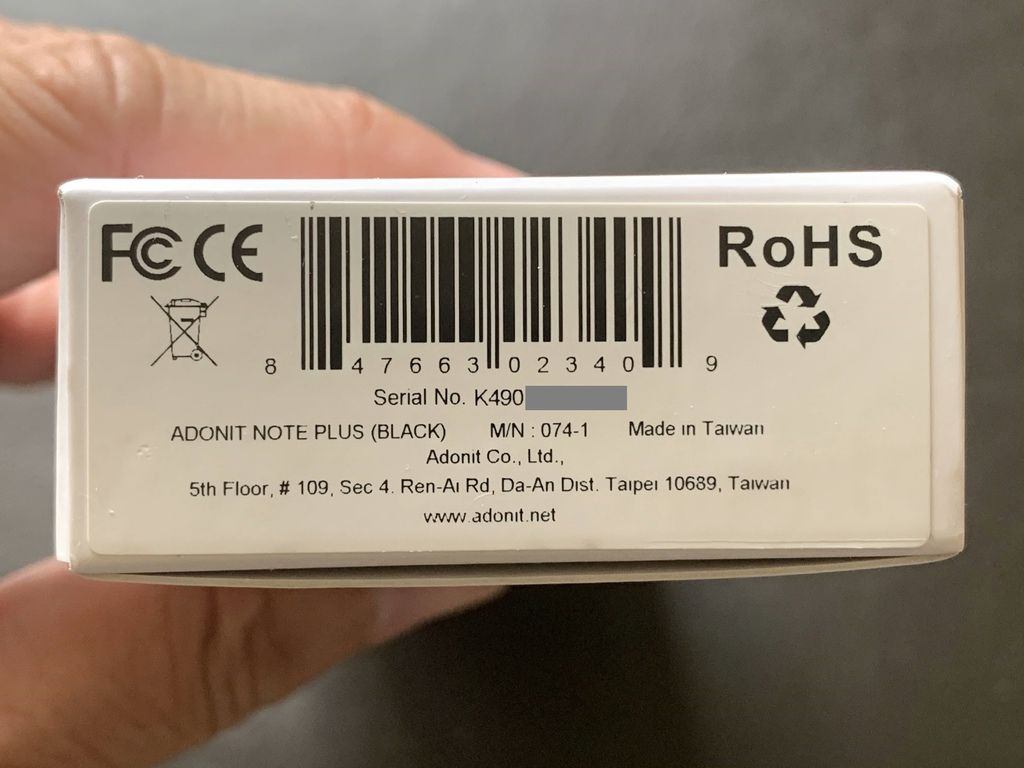 FC CE RoHS
8 47663 02340 9
Serial No. K490
ADONIT NOTE PLUS (BLACK) M/N : 074-1 Made in Taiwan
Adonit Co., Ltd.,
5th Floor, # 109, Sec 4. Ren-Ai Rd, Da-An Dist. Taipei 10689, Taiwan
www.adonit.net